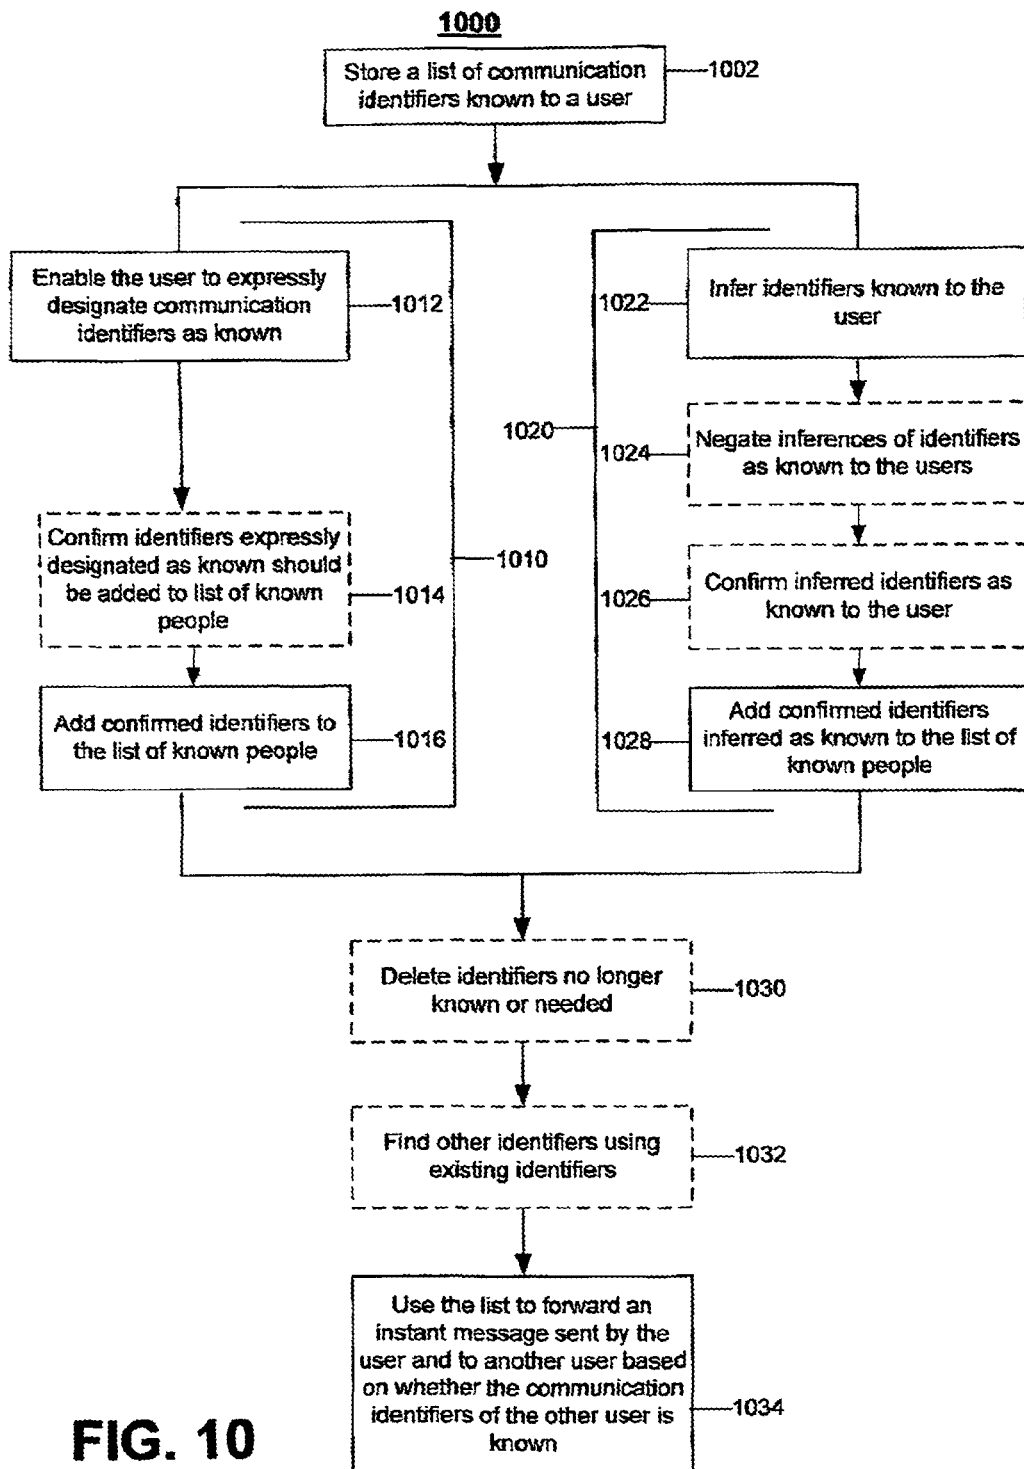 1000
Store a list of communication
identifiers known to a user
1002
Enable the user to expressly
designate communication
identifiers as known
1012
Confirm identifiers expressly
designated as known should
be added to list of known
people
1014
Add confirmed identifiers to
the list of known people
1016
1010
1020
1022
Infer identifiers known to the
user
1024
Negate inferences of identifiers
as known to the users
1026
Confirm inferred identifiers as
known to the user
1028
Add confirmed identifiers
inferred as known to the list of
known people
Delete identifiers no longer
known or needed
1030
Find other identifiers using
existing identifiers
1032
Use the list to forward an
instant message sent by the
user and to another user based
on whether the communication
identifiers of the other user is
known
1034
FIG. 10